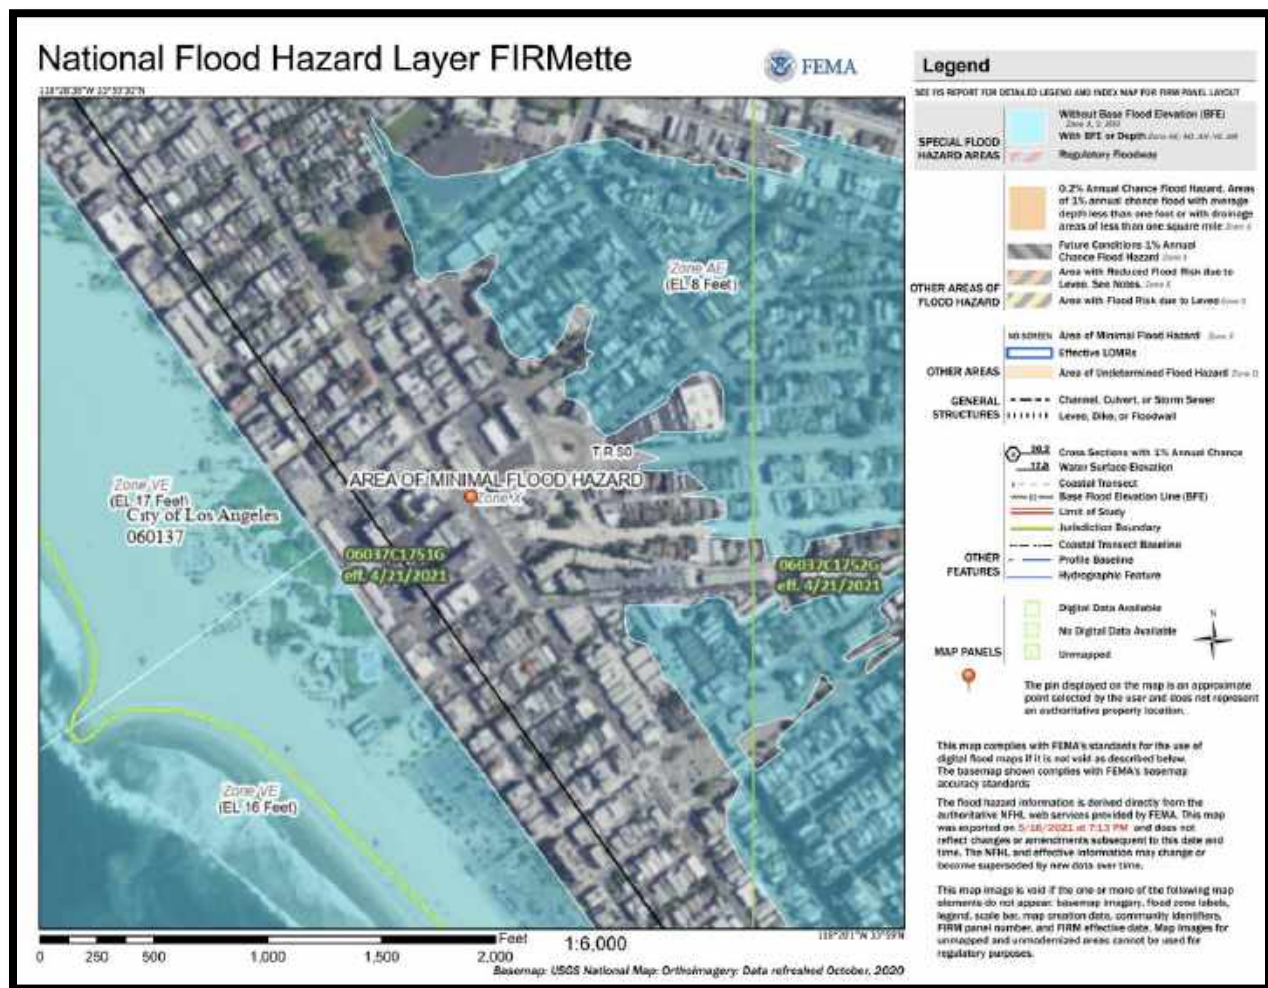 National Flood Hazard Layer FIRMette
FEMA
Legend
SEE FIS REPORT FOR DETAILED LEGEND AND INDEX MAP FOR FIRM PANEL LAYOUT
SPECIAL FLOOD
HAZARD AREAS
Without Base Flood Elevation (BFE)
With BFE or Depth
Regulatory Floodway
OTHER AREAS OF
FLOOD HAZARD
0.2% Annual Chance Flood Hazard, Areas
of 1% annual chance flood with average
depth less than one foot or with drainage
areas of less than one square mile
Future Conditions 1% Annual
Chance Flood Hazard
Area with Reduced Flood Risk due to
Levee. See Notes.
Area with Flood Risk due to Levee
OTHER AREAS
NO SCREEN Area of Minimal Flood Hazard
Effective LOMRs
Area of Undetermined Flood Hazard
GENERAL
STRUCTURES
Channel, Culvert, or Storm Sewer
Levee, Dike, or Floodwall
OTHER
FEATURES
20.2 Cross Sections with 1% Annual Chance
17.5 Water Surface Elevation
Coastal Transect
Base Flood Elevation Line (BFE)
Limit of Study
Jurisdiction Boundary
Coastal Transect Baseline
Profile Baseline
Hydrographic Feature
MAP PANELS
Digital Data Available
No Digital Data Available
Unmapped
N
The pin displayed on the map is an approximate
point selected by the user and does not represent
an authoritative property location.
This map complies with FEMA's standards for the use of
digital flood maps if it is not void as described below.
The basemap shown complies with FEMA's basemap
accuracy standards
The flood hazard information is derived directly from the
authoritative NFHL web services provided by FEMA. This map
was exported on 5/16/2021 at 7:13 PM and does not
reflect changes or amendments subsequent to this date and
time. The NFHL and effective information may change or
become superseded by new data over time.
This map image is void if the one or more of the following map
elements do not appear: basemap imagery, flood zone labels,
legend, scale bar, map creation date, community identifiers,
FIRM panel number, and FIRM effective date. Map images for
unmapped and unmodernized areas cannot be used for
regulatory purposes.
Zone AE
(EL 8 Feet)
T.R.50
AREA OF MINIMAL FLOOD HAZARD
Zone X
Zone VE
(EL 17 Feet)
City of Los Angeles
060137
06037C1751G
eff. 4/21/2021
06037C1752G
eff. 4/21/2021
Zone VE
(EL 16 Feet)
0 250 500 1,000 1,500 2,000
Feet
1:6,000
Basemap: USGS National Map: Orthoimagery: Data refreshed October, 2020